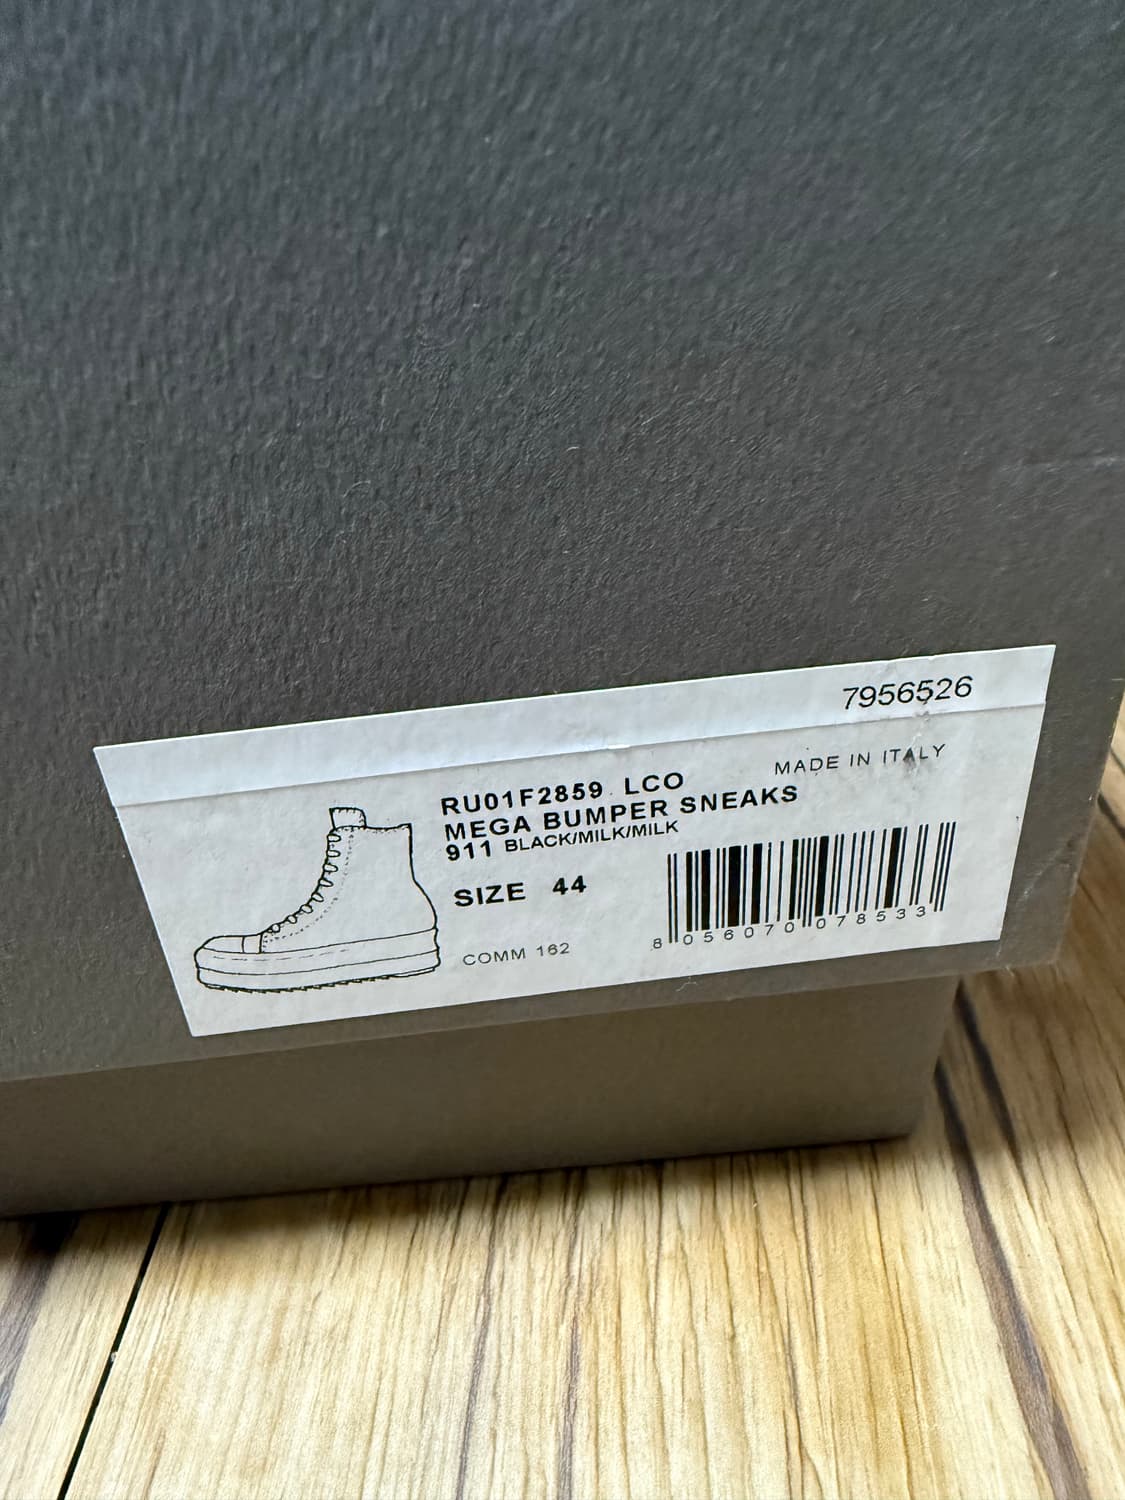 7956526
MADE IN ITALY
RU01F2859 LCO
MEGA BUMPER SNEAKS
911 BLACK/MILK/MILK
SIZE 44
COMM 162
8 056070 078533